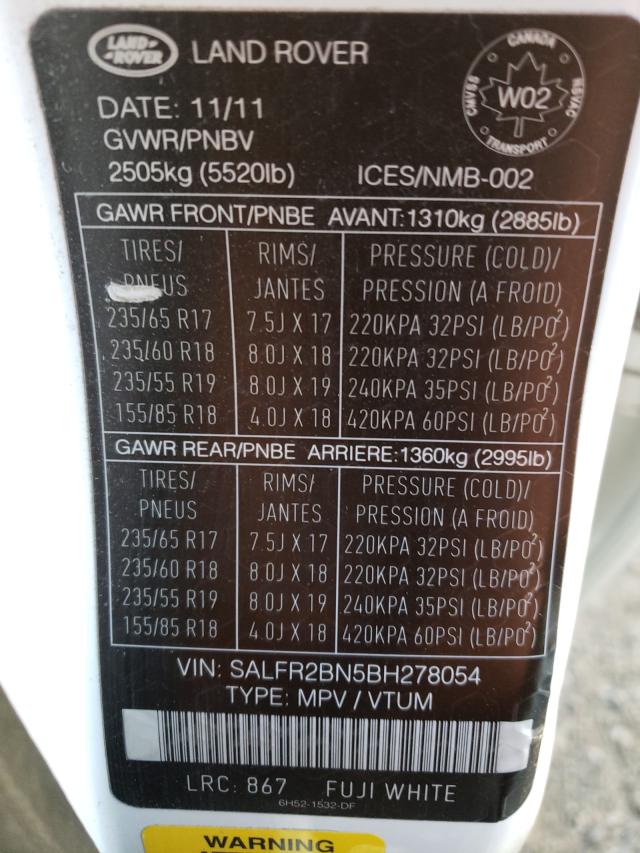 LAND ROVER
LAND ROVER
CANADA
CMVSS W02 NSVAC
TRANSPORT
DATE: 11/11
GVWR/PNBV
2505kg (5520lb) ICES/NMB-002
GAWR FRONT/PNBE AVANT:1310kg (2885lb)
TIRES/ RIMS/ PRESSURE (COLD)/
PNEUS JANTES PRESSION (A FROID)
235/65 R17 7.5J X 17 220KPA 32PSI (LB/PO²)
235/60 R18 8.0J X 18 220KPA 32PSI (LB/PO²)
235/55 R19 8.0J X 19 240KPA 35PSI (LB/PO²)
155/85 R18 4.0J X 18 420KPA 60PSI (LB/PO²)
GAWR REAR/PNBE ARRIERE:1360kg (2995lb)
TIRES/ RIMS/ PRESSURE (COLD)/
PNEUS JANTES PRESSION (A FROID)
235/65 R17 7.5J X 17 220KPA 32PSI (LB/PO²)
235/60 R18 8.0J X 18 220KPA 32PSI (LB/PO²)
235/55 R19 8.0J X 19 240KPA 35PSI (LB/PO²)
155/85 R18 4.0J X 18 420KPA 60PSI (LB/PO²)
VIN: SALFR2BN5BH278054
TYPE: MPV / VTUM
LRC: 867 FUJI WHITE
6H52-1532-DF
WARNING